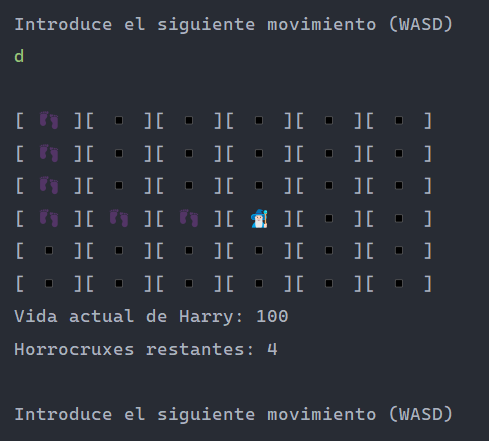 Introduce el siguiente movimiento (WASD)
d
[ 👣 ][ ▪ ][ ▪ ][ ▪ ][ ▪ ][ ▪ ]
[ 👣 ][ ▪ ][ ▪ ][ ▪ ][ ▪ ][ ▪ ]
[ 👣 ][ ▪ ][ ▪ ][ ▪ ][ ▪ ][ ▪ ]
[ 👣 ][ 👣 ][ 👣 ][ 🧙 ][ ▪ ][ ▪ ]
[ ▪ ][ ▪ ][ ▪ ][ ▪ ][ ▪ ][ ▪ ]
[ ▪ ][ ▪ ][ ▪ ][ ▪ ][ ▪ ][ ▪ ]
Vida actual de Harry: 100
Horrocruxes restantes: 4
Introduce el siguiente movimiento (WASD)